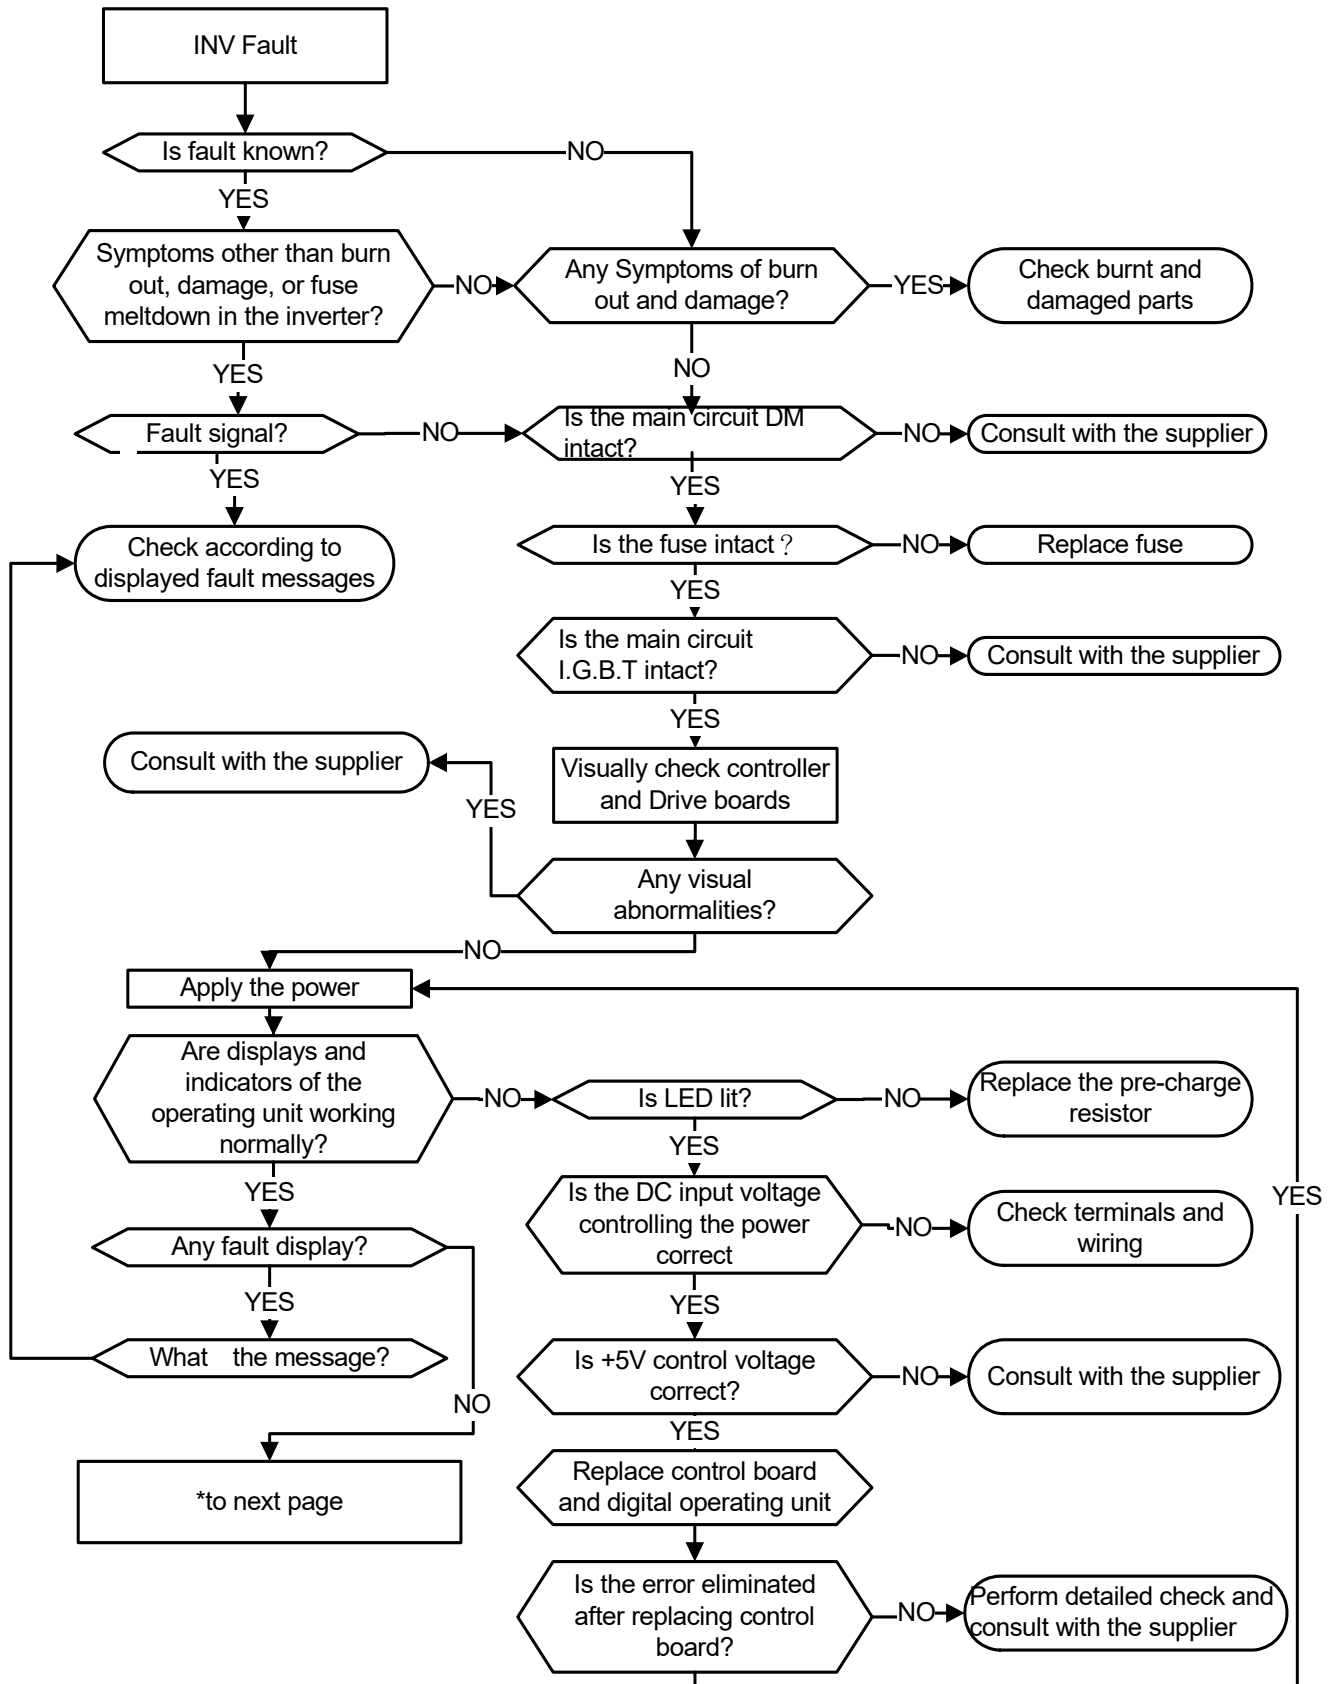 INV Fault
Is fault known?
NO
YES
Symptoms other than burn
out, damage, or fuse
meltdown in the inverter?
NO
Any Symptoms of burn
out and damage?
YES
Check burnt and
damaged parts
YES
NO
Fault signal?
NO
Is the main circuit DM
intact?
NO
Consult with the supplier
YES
YES
Check according to
displayed fault messages
Is the fuse intact？
NO
Replace fuse
YES
Is the main circuit
I.G.B.T intact?
NO
Consult with the supplier
YES
Consult with the supplier
Visually check controller
and Drive boards
YES
Any visual
abnormalities?
NO
Apply the power
Are displays and
indicators of the
operating unit working
normally?
NO
Is LED lit?
NO
Replace the pre-charge
resistor
YES
YES
Is the DC input voltage
controlling the power
correct
NO
Check terminals and
wiring
YES
Any fault display?
YES
YES
What the message?
Is +5V control voltage
correct?
NO
Consult with the supplier
NO
YES
*to next page
Replace control board
and digital operating unit
Is the error eliminated
after replacing control
board?
NO
Perform detailed check and
consult with the supplier